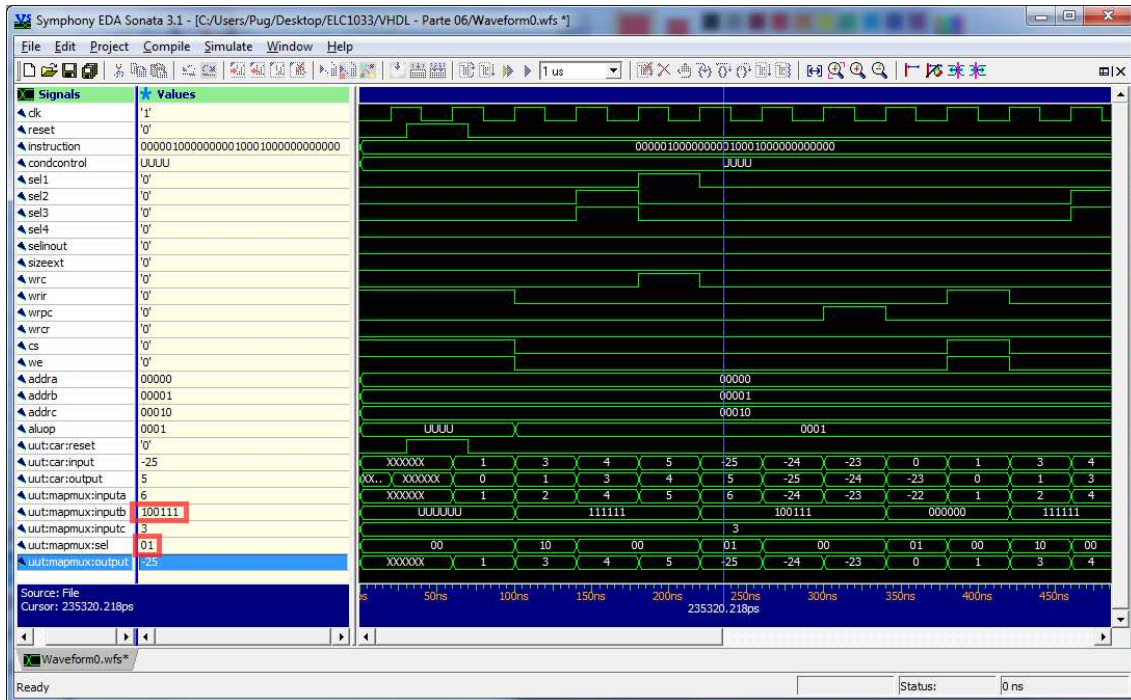 Symphony EDA Sonata 3.1 - [C:/Users/Pug/Desktop/ELC1033/VHDL - Parte 06/Waveform0.wfs *]
File Edit Project Compile Simulate Window Help
1 us
Signals Values
clk '1'
reset '0'
instruction 00000100000000001000100000000000 00000100000000001000100000000000
condcontrol UUUU UUUU
sel1 '0'
sel2 '0'
sel3 '0'
sel4 '0'
selinout '0'
sizeext '0'
wrc '0'
wrir '0'
wrpc '0'
wrcr '0'
cs '0'
we '0'
addra 00000 00000
addrb 00001 00001
addrc 00010 00010
aluop 0001 UUUU 0001
uut:car:reset '0'
uut:car:input -25 XXXXXX 1 3 4 5 -25 -24 -23 0 1 3 4
uut:car:output 5 XX.. XXXXXX 0 1 3 4 5 -25 -24 -23 0 1 3
uut:mapmux:inputa 6 XXXXXX 1 2 4 5 6 -24 -23 -22 1 2 4
uut:mapmux:inputb 100111 UUUUUU 111111 100111 000000 111111
uut:mapmux:inputc 3 3
uut:mapmux:sel 01 00 10 00 01 00 01 00 10 00
uut:mapmux:output -25 XXXXXX 1 3 4 5 -25 -24 -23 0 1 3 4
Source: File
Cursor: 235320.218ps
ps 50ns 100ns 150ns 200ns 250ns 300ns 350ns 400ns 450ns
235320.218ps
Waveform0.wfs*
Ready Status: 0 ns